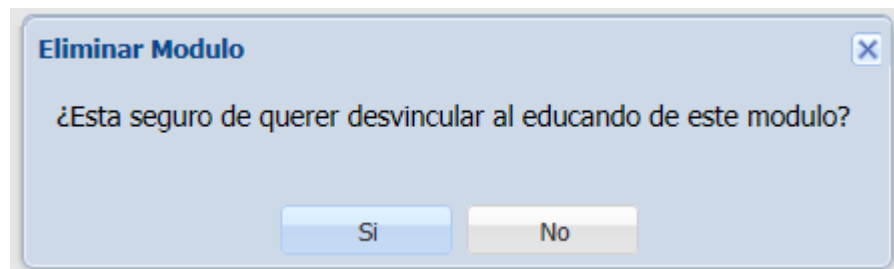 Eliminar Modulo
¿Esta seguro de querer desvincular al educando de este modulo?
Si
No